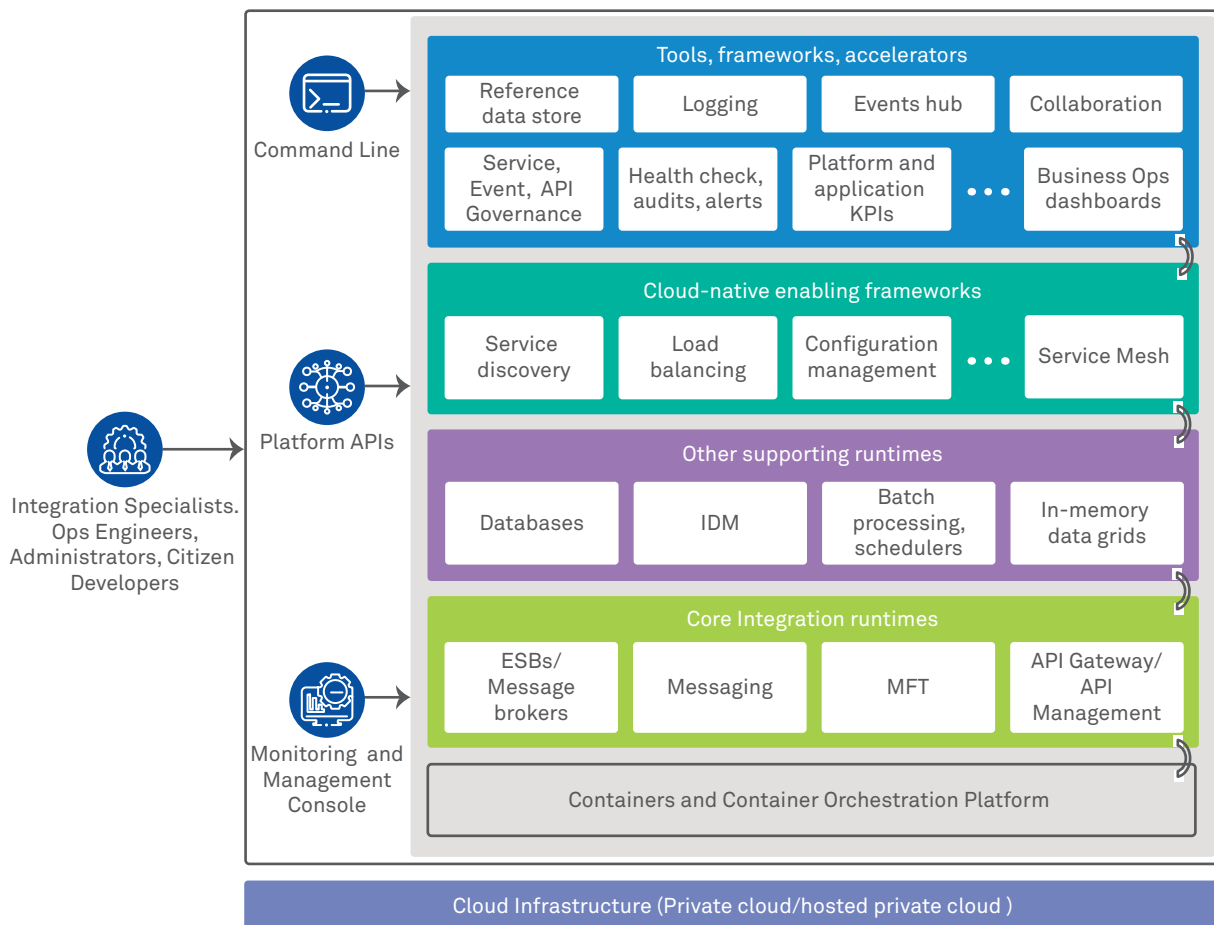 Tools, frameworks, accelerators
Reference
data store
Logging
Events hub
Collaboration
Service,
Event, API
Governance
Health check,
audits, alerts
Platform and
application
KPIs
Business Ops
dashboards
Command Line
Cloud-native enabling frameworks
Service
discovery
Load
balancing
Configuration
management
Service Mesh
Platform APIs
Integration Specialists.
Ops Engineers,
Administrators, Citizen
Developers
Other supporting runtimes
Databases
IDM
Batch
processing,
schedulers
In-memory
data grids
Core Integration runtimes
ESBs/
Message
brokers
Messaging
MFT
API Gateway/
API
Management
Monitoring and
Management
Console
Containers and Container Orchestration Platform
Cloud Infrastructure (Private cloud/hosted private cloud )